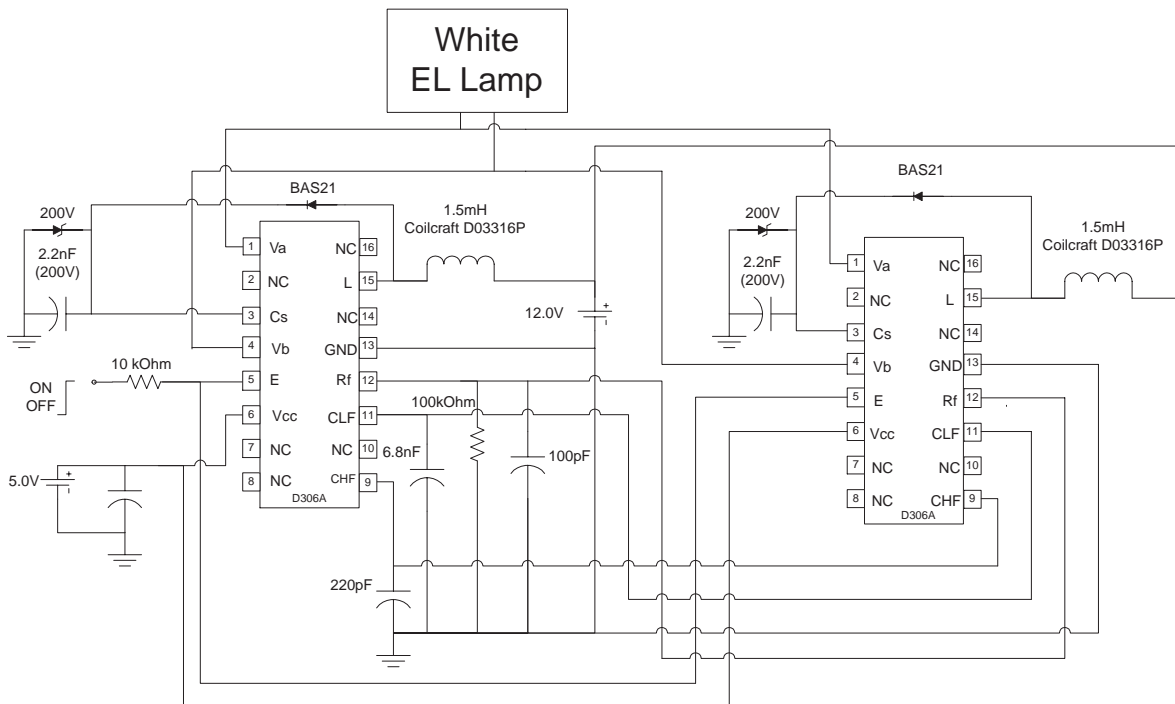 White
EL Lamp
BAS21
200V
2.2nF
(200V)
1.5mH
Coilcraft D03316P
1 Va
2 NC
3 Cs
4 Vb
5 E
6 Vcc
7 NC
8 NC
NC 16
L 15
NC 14
GND 13
Rf 12
CLF 11
NC 10
CHF 9
D306A
12.0V
+
-
10 kOhm
ON
OFF
5.0V
+
-
100kOhm
6.8nF
100pF
220pF
BAS21
200V
2.2nF
(200V)
1.5mH
Coilcraft D03316P
1 Va
2 NC
3 Cs
4 Vb
5 E
6 Vcc
7 NC
8 NC
NC 16
L 15
NC 14
GND 13
Rf 12
CLF 11
NC 10
CHF 9
D306A